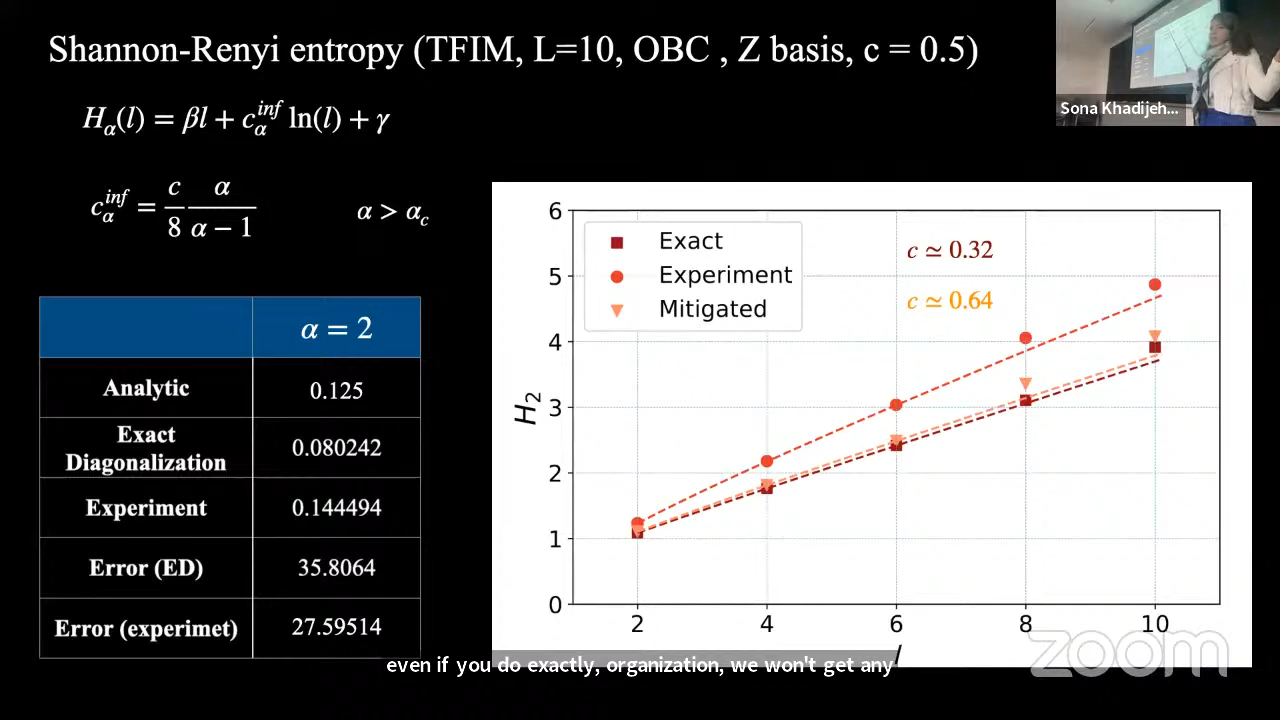 Shannon-Renyi entropy (TFIM, L=10, OBC , Z basis, c = 0.5)
Sona Khadijeh...
H_α(l) = βl + c_α^{inf} ln(l) + γ
c_α^{inf} = c/8 α/(α − 1)
α > α_c
α = 2
Analytic 0.125
Exact Diagonalization 0.080242
Experiment 0.144494
Error (ED) 35.8064
Error (experimet) 27.59514
Exact
Experiment
Mitigated
c ≃ 0.32
c ≃ 0.64
H_2
6
5
4
3
2
1
0
2 4 6 8 10
l
zoom
even if you do exactly, organization, we won't get any